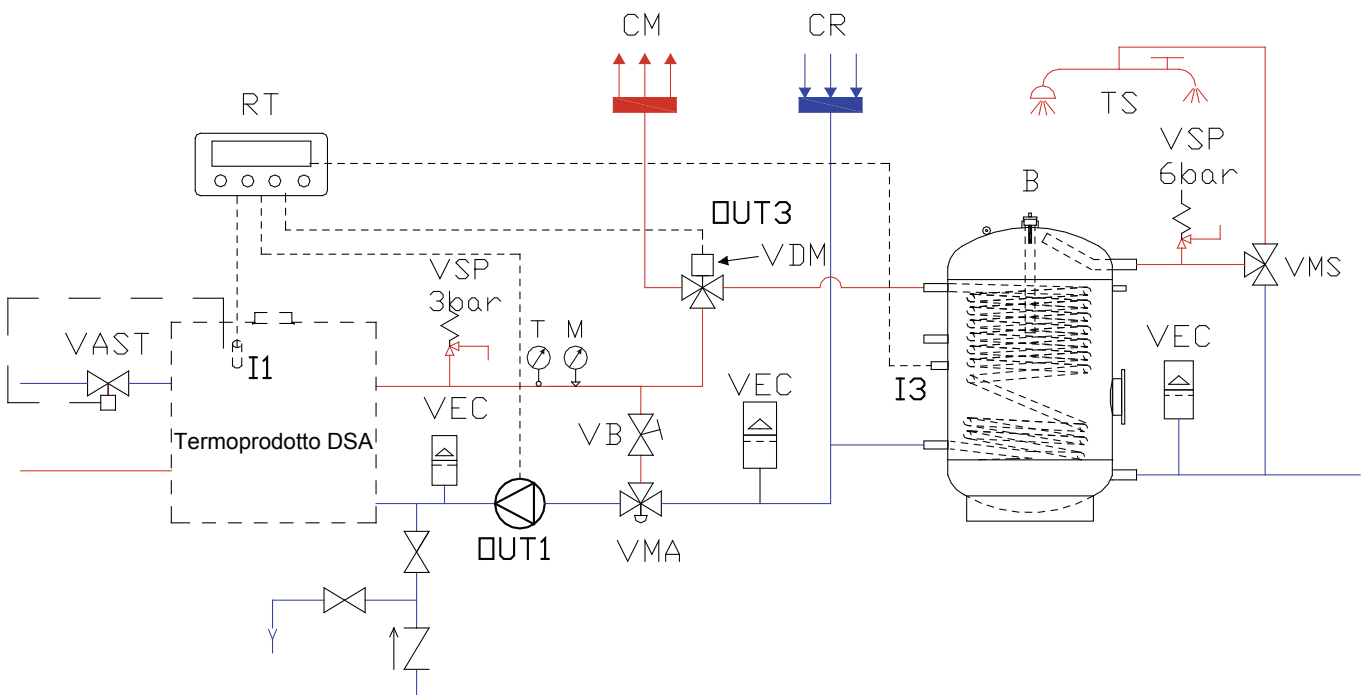 CM
CR
RT
TS
VSP
6bar
B
OUT3
VDM
VMS
VSP
3bar
VAST
T
M
I1
VEC
I3
VEC
VEC
Termoprodotto DSA
VB
OUT1
VMA